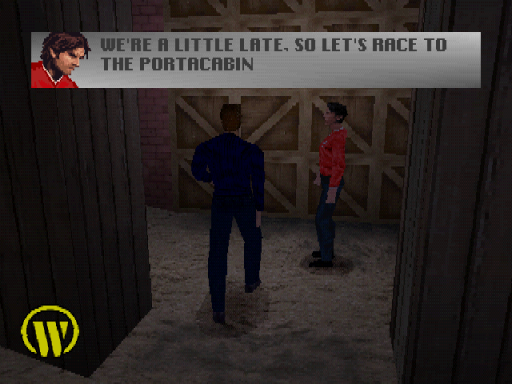 WE'RE A LITTLE LATE, SO LET'S RACE TO
THE PORTACABIN
W